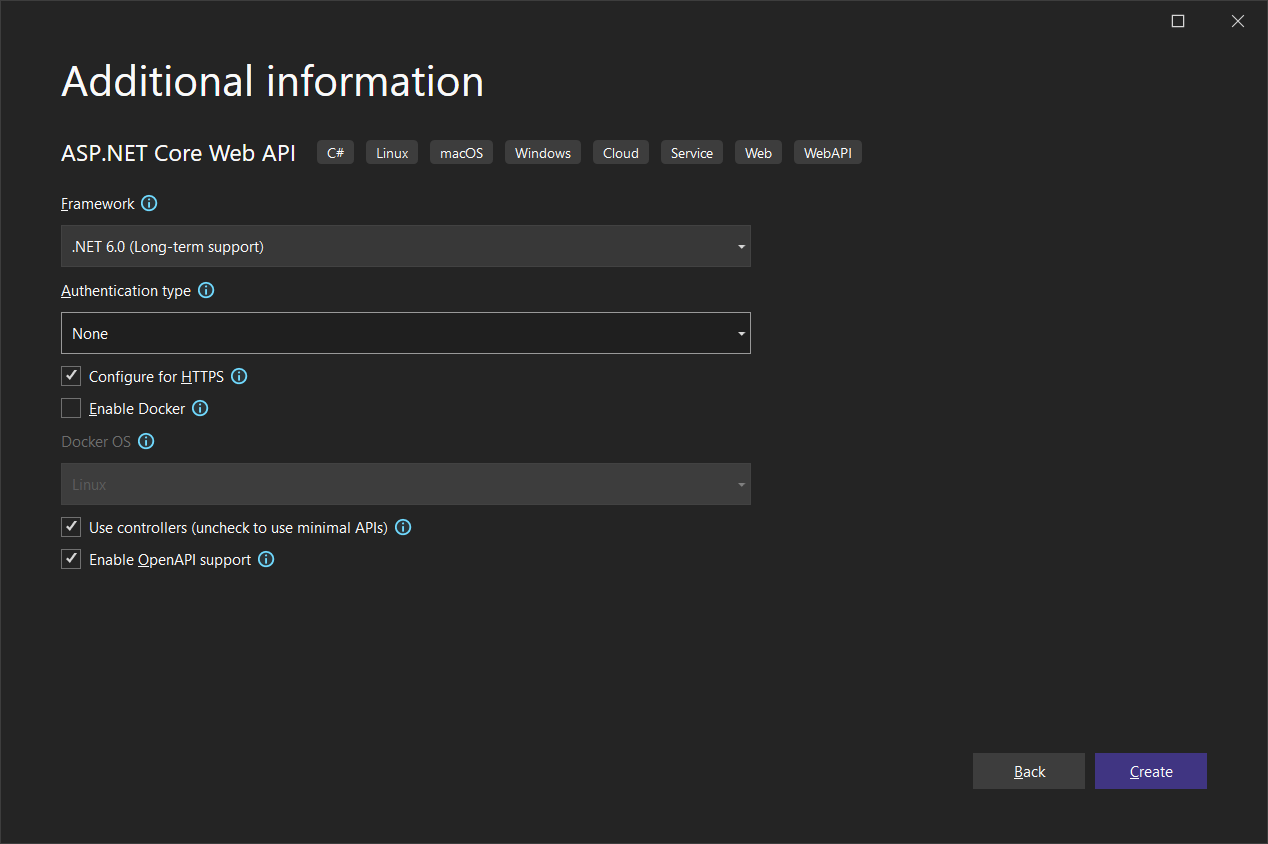 Additional information
ASP.NET Core Web API C# Linux macOS Windows Cloud Service Web WebAPI
Framework
.NET 6.0 (Long-term support)
Authentication type
None
Configure for HTTPS
Enable Docker
Docker OS
Linux
Use controllers (uncheck to use minimal APIs)
Enable OpenAPI support
Back Create